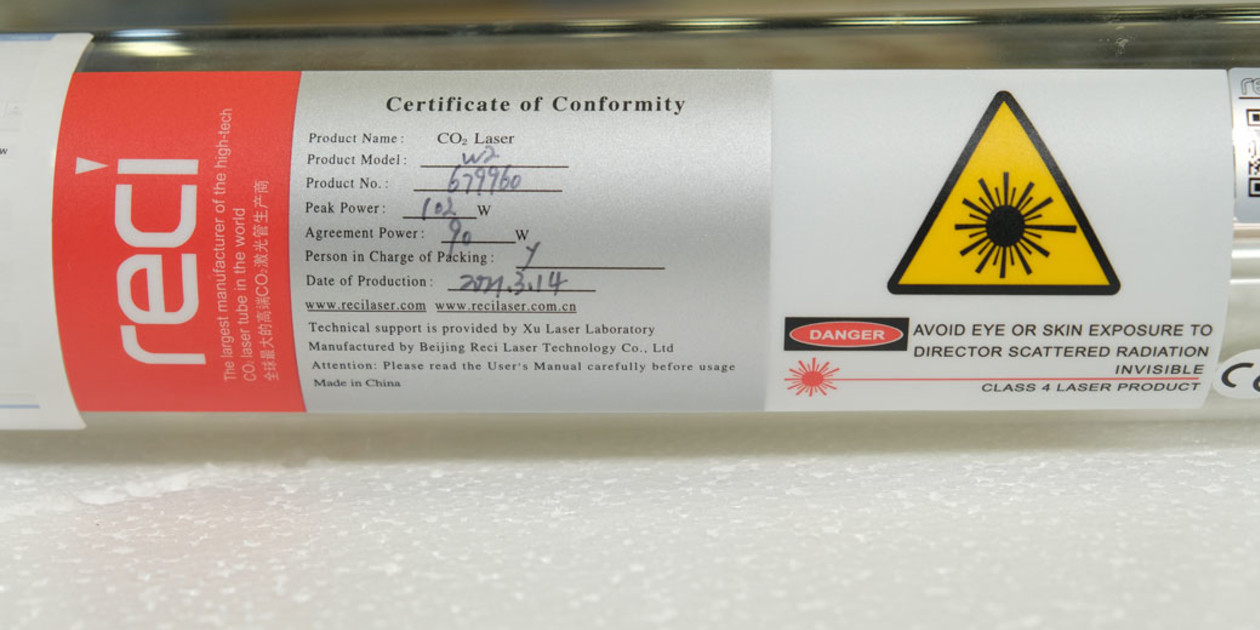 reci
The largest manufacturer of the high-tech
CO₂ laser tube in the world
全球最大的高端CO₂激光管生产商
Certificate of Conformity
Product Name: CO₂ Laser
Product Model: W2
Product No.: 679960
Peak Power: 102 W
Agreement Power: 90 W
Person in Charge of Packing: Y
Date of Production: 2021.3.14
www.recilaser.com www.recilaser.com.cn
Technical support is provided by Xu Laser Laboratory
Manufactured by Beijing Reci Laser Technology Co., Ltd
Attention: Please read the User's Manual carefully before usage
Made in China
DANGER
AVOID EYE OR SKIN EXPOSURE TO
DIRECTOR SCATTERED RADIATION
INVISIBLE
CLASS 4 LASER PRODUCT